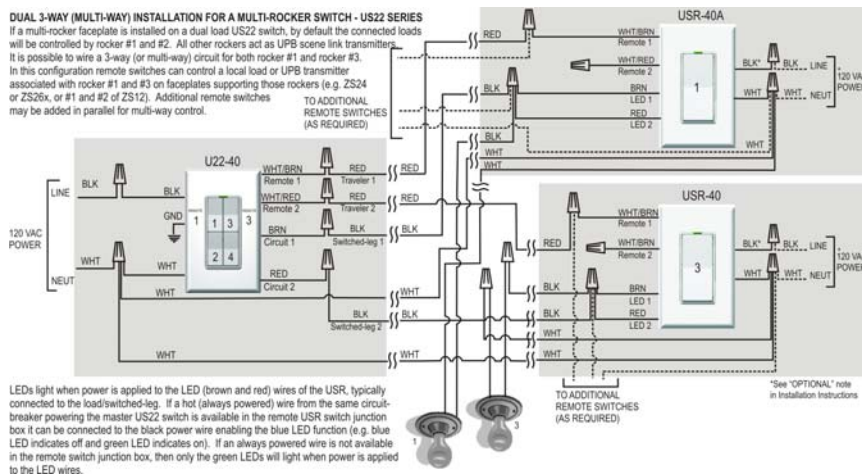 DUAL 3-WAY (MULTI-WAY) INSTALLATION FOR A MULTI-ROCKER SWITCH - US22 SERIES
If a multi-rocker faceplate is installed on a dual load US22 switch, by default the connected loads
will be controlled by rocker #1 and #2. All other rockers act as UPB scene link transmitters.
It is possible to wire a 3-way (or multi-way) circuit for both rocker #1 and rocker #3.
In this configuration remote switches can control a local load or UPB transmitter
associated with rocker #1 and #3 on faceplates supporting those rockers (e.g. ZS24
or ZS26x, or #1 and #2 of ZS12). Additional remote switches
may be added in parallel for multi-way control.
TO ADDITIONAL
REMOTE SWITCHES
(AS REQUIRED)
RED
BLK
BLK
WHT
WHT
USR-40A
WHT/BRN
Remote 1
WHT/RED
Remote 2
BRN
LED 1
RED
LED 2
1
BLK*
BLK
LINE
WHT
WHT
NEUT
120 VAC
POWER
U22-40
LINE
BLK
BLK
GND
120 VAC
POWER
NEUT
WHT
WHT
REMOTE
1
1 3
2 4
REMOTE
3
WHT/BRN
Remote 1
RED
Traveler 1
RED
WHT/RED
Remote 2
RED
Traveler 2
RED
BRN
Circuit 1
BLK
Switched-leg 1
BLK
RED
Circuit 2
WHT
WHT
BLK
Switched-leg 2
BLK
WHT
WHT
USR-40
RED
WHT/BRN
Remote 1
WHT/BRN
Remote 2
BLK
BRN
LED 1
BLK
RED
LED 2
WHT
WHT
3
BLK*
BLK
LINE
WHT
WHT
NEUT
120 VAC
POWER
1
3
TO ADDITIONAL
REMOTE SWITCHES
(AS REQUIRED)
*See "OPTIONAL" note
in Installation Instructions
LEDs light when power is applied to the LED (brown and red) wires of the USR, typically
connected to the load/switched-leg. If a hot (always powered) wire from the same circuit-
breaker powering the master US22 switch is available in the remote USR switch junction
box it can be connected to the black power wire enabling the blue LED function (e.g. blue
LED indicates off and green LED indicates on). If an always powered wire is not available
in the remote switch junction box, then only the green LEDs will light when power is applied
to the LED wires.